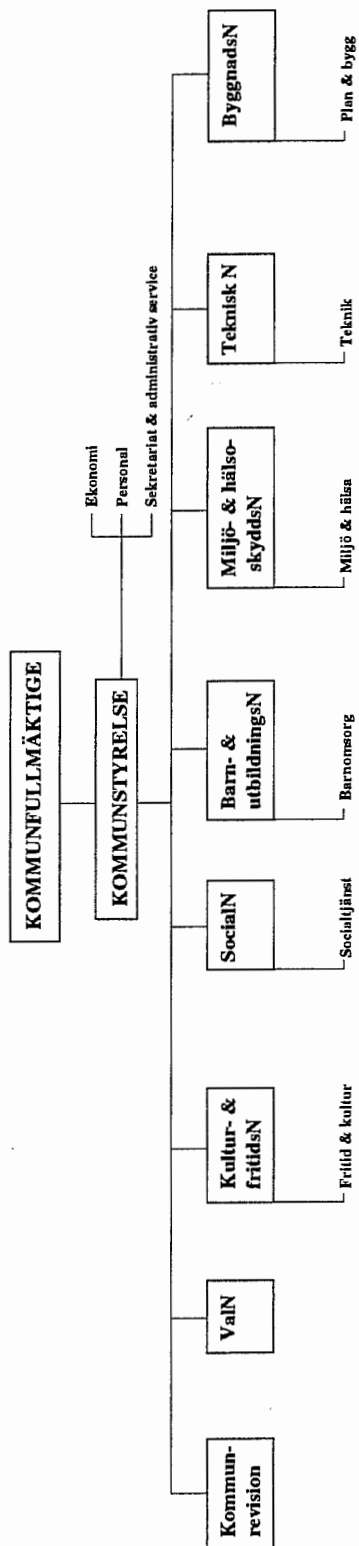 KOMMUNFULLMÄKTIGE
KOMMUNSTYRELSE
Ekonomi
Personal
Sekretariat & administrativ service
Kommun-
revision
ValN
Kultur- &
fritidsN
Fritid & kultur
SocialN
Socialtjänst
Barn- &
utbildningsN
Barnomsorg
Miljö- & hälso-
skyddsN
Miljö & hälsa
Teknisk N
Teknik
ByggnadsN
Plan & bygg